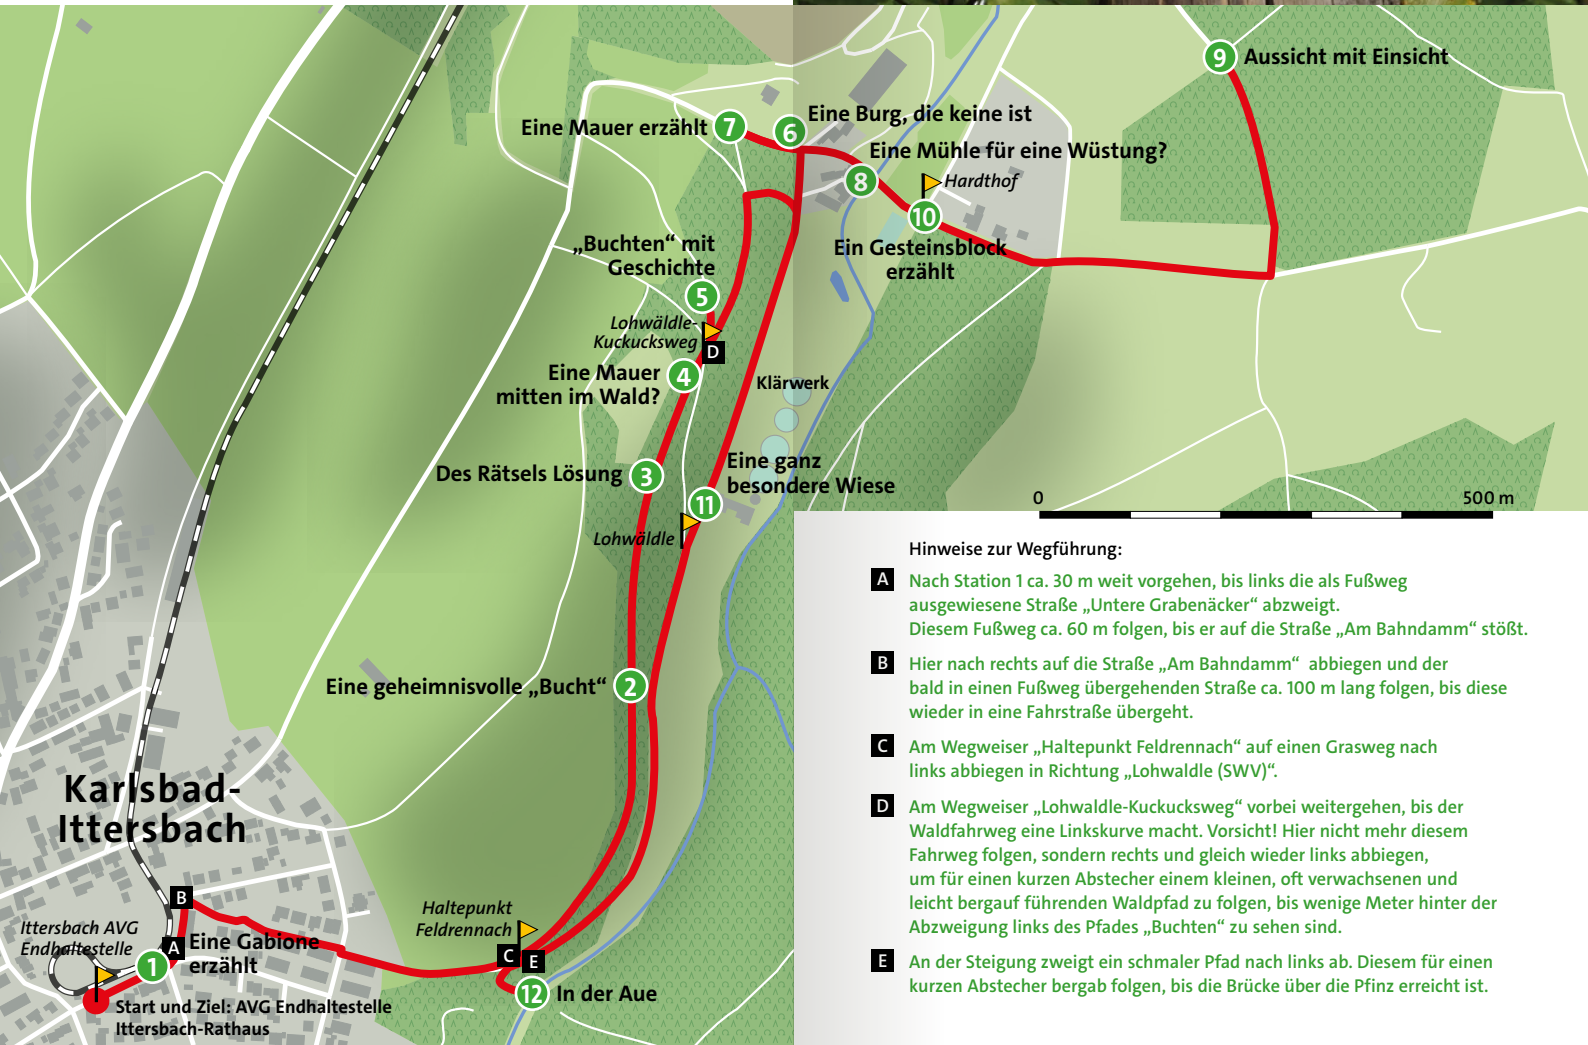 9 Aussicht mit Einsicht
Eine Burg, die keine ist
Eine Mauer erzählt 7
6
Eine Mühle für eine Wüstung?
8
Hardthof
10
Ein Gesteinsblock
erzählt
„Buchten“ mit
Geschichte
5
Lohwäldle-
Kuckucksweg
D
Eine Mauer
mitten im Wald?
4
Klärwerk
Des Rätsels Lösung 3
Eine ganz
besondere Wiese
11
Lohwäldle
0 500 m
Eine geheimnisvolle „Bucht“ 2
Karlsbad-
Ittersbach
B
Ittersbach AVG
Endhaltestelle
A
Eine Gabione
erzählt
1
Start und Ziel: AVG Endhaltestelle
Ittersbach-Rathaus
Haltepunkt
Feldrennach
C E
12 In der Aue
Hinweise zur Wegführung:
A Nach Station 1 ca. 30 m weit vorgehen, bis links die als Fußweg
ausgewiesene Straße „Untere Grabenäcker“ abzweigt.
Diesem Fußweg ca. 60 m folgen, bis er auf die Straße „Am Bahndamm“ stößt.
B Hier nach rechts auf die Straße „Am Bahndamm“ abbiegen und der
bald in einen Fußweg übergehenden Straße ca. 100 m lang folgen, bis diese
wieder in eine Fahrstraße übergeht.
C Am Wegweiser „Haltepunkt Feldrennach“ auf einen Grasweg nach
links abbiegen in Richtung „Lohwaldle (SWV)“.
D Am Wegweiser „Lohwaldle-Kuckucksweg“ vorbei weitergehen, bis der
Waldfahrweg eine Linkskurve macht. Vorsicht! Hier nicht mehr diesem
Fahrweg folgen, sondern rechts und gleich wieder links abbiegen,
um für einen kurzen Abstecher einem kleinen, oft verwachsenen und
leicht bergauf führenden Waldpfad zu folgen, bis wenige Meter hinter der
Abzweigung links des Pfades „Buchten“ zu sehen sind.
E An der Steigung zweigt ein schmaler Pfad nach links ab. Diesem für einen
kurzen Abstecher bergab folgen, bis die Brücke über die Pfinz erreicht ist.